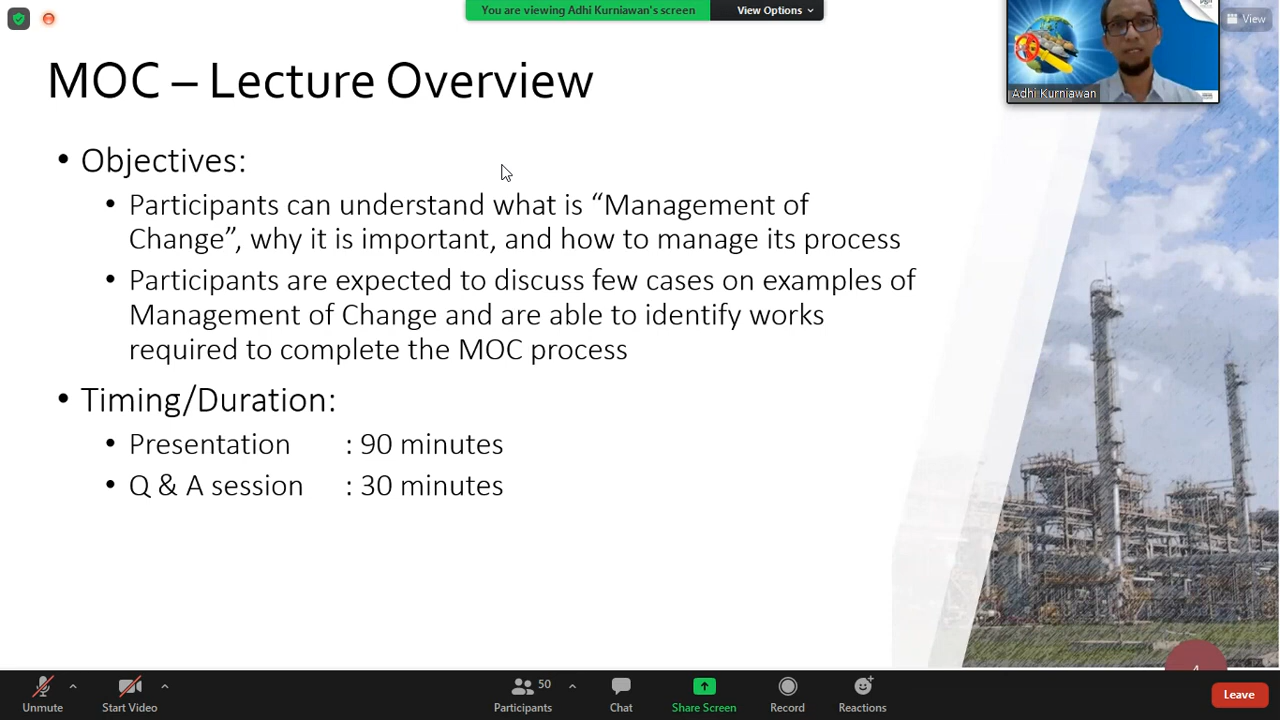 You are viewing Adhi Kurniawan's screen
View Options
View
Adhi Kurniawan
MOC – Lecture Overview
• Objectives:
• Participants can understand what is “Management of
Change”, why it is important, and how to manage its process
• Participants are expected to discuss few cases on examples of
Management of Change and are able to identify works
required to complete the MOC process
• Timing/Duration:
• Presentation : 90 minutes
• Q & A session : 30 minutes
Unmute
Start Video
50
Participants
Chat
Share Screen
Record
Reactions
Leave